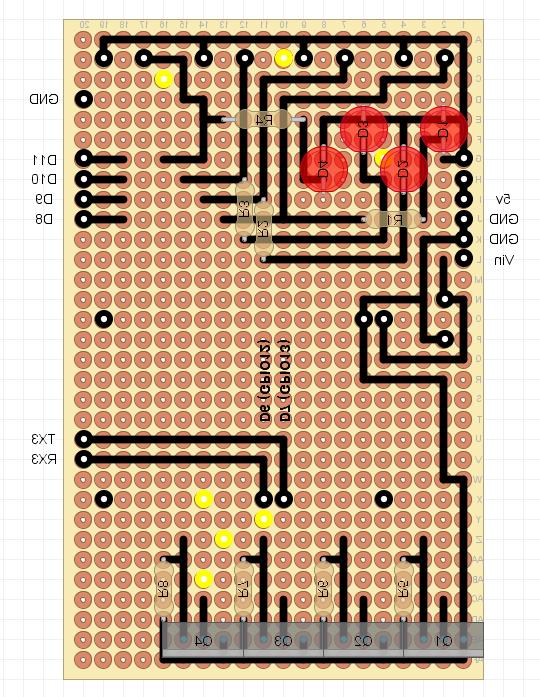 20 19 18 17 16 15 14 13 12 11 10 9 8 7 6 5 4 3 2 1
A
B
C
GND D
R4 E
D3 D1 F
D11 D4 D2 G
D10 H
D9 R3 I 5v
D8 R2 R1 J GND
K GND
L Vin
M
N
O
P
D6 (GPIO12) Q
D7 (GPIO13) R
S
T
TX3 U
RX3 V
W
X
Y
Z
AA
R8 R7 R6 R5 AB
Q4 Q3 Q2 Q1